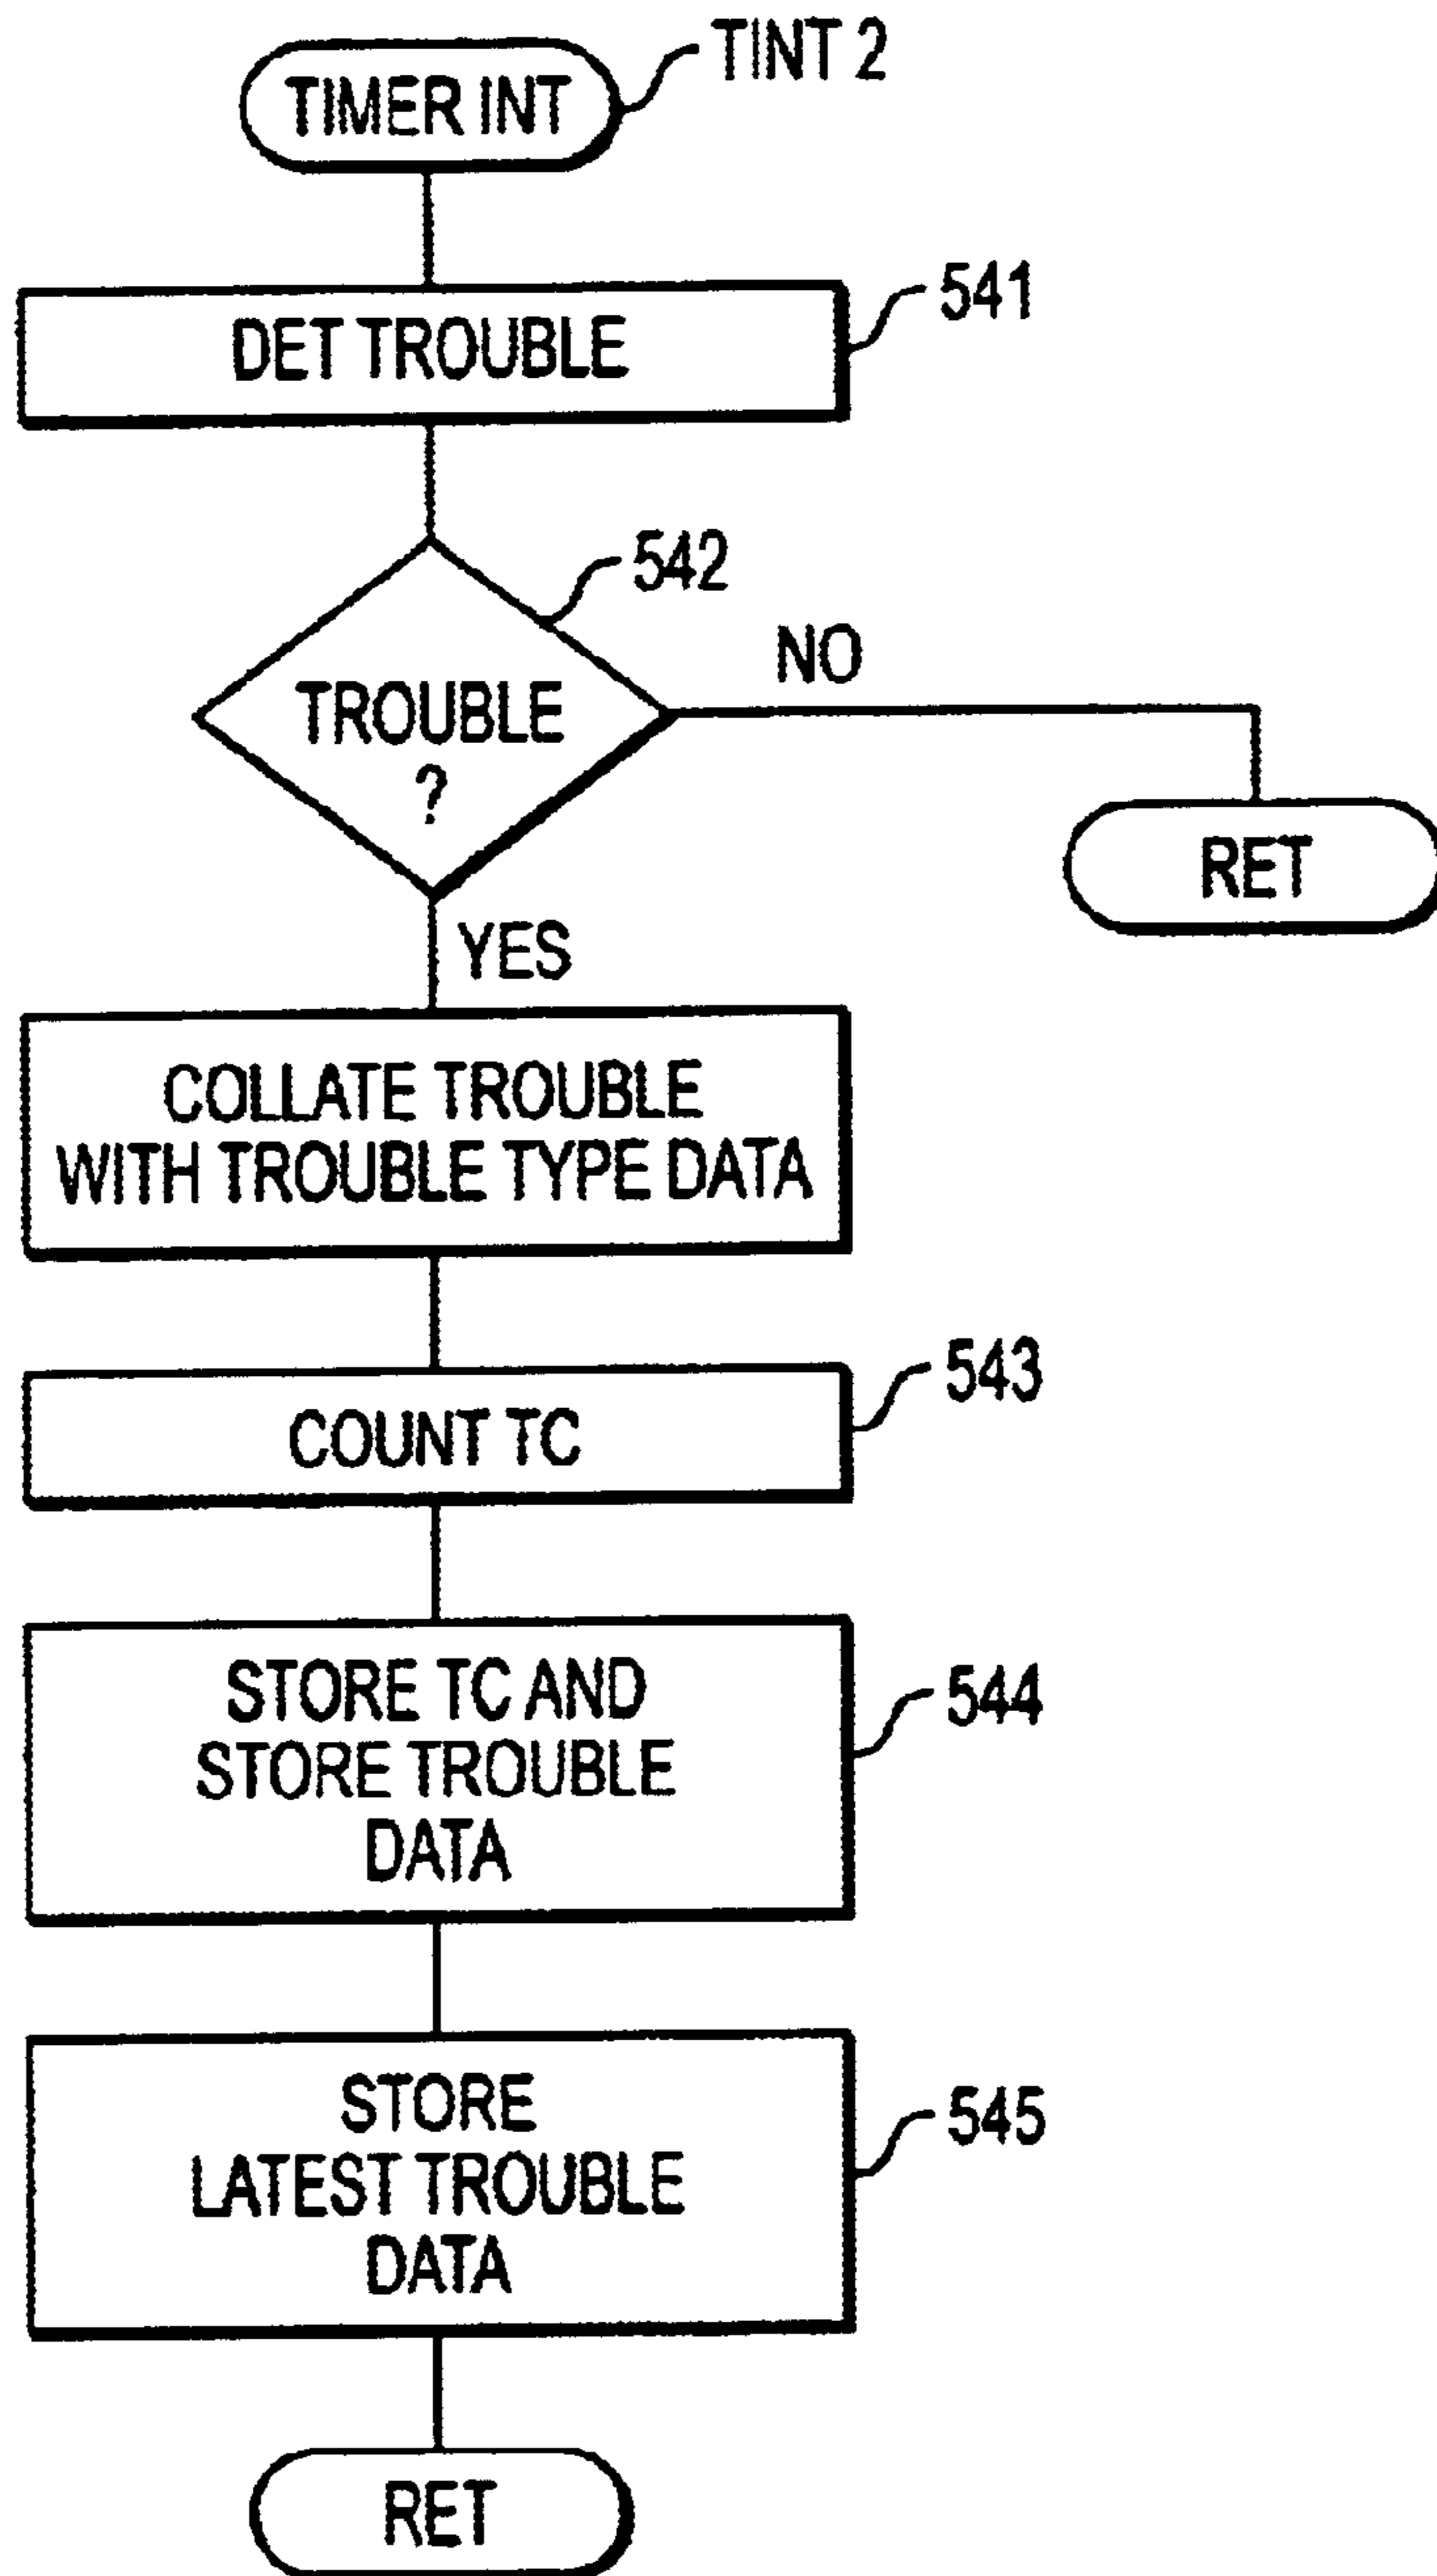 TIMER INT
TINT 2
DET TROUBLE
541
542
TROUBLE
?
NO
RET
YES
COLLATE TROUBLE
WITH TROUBLE TYPE DATA
COUNT TC
543
STORE TC AND
STORE TROUBLE
DATA
544
STORE
LATEST TROUBLE
DATA
545
RET